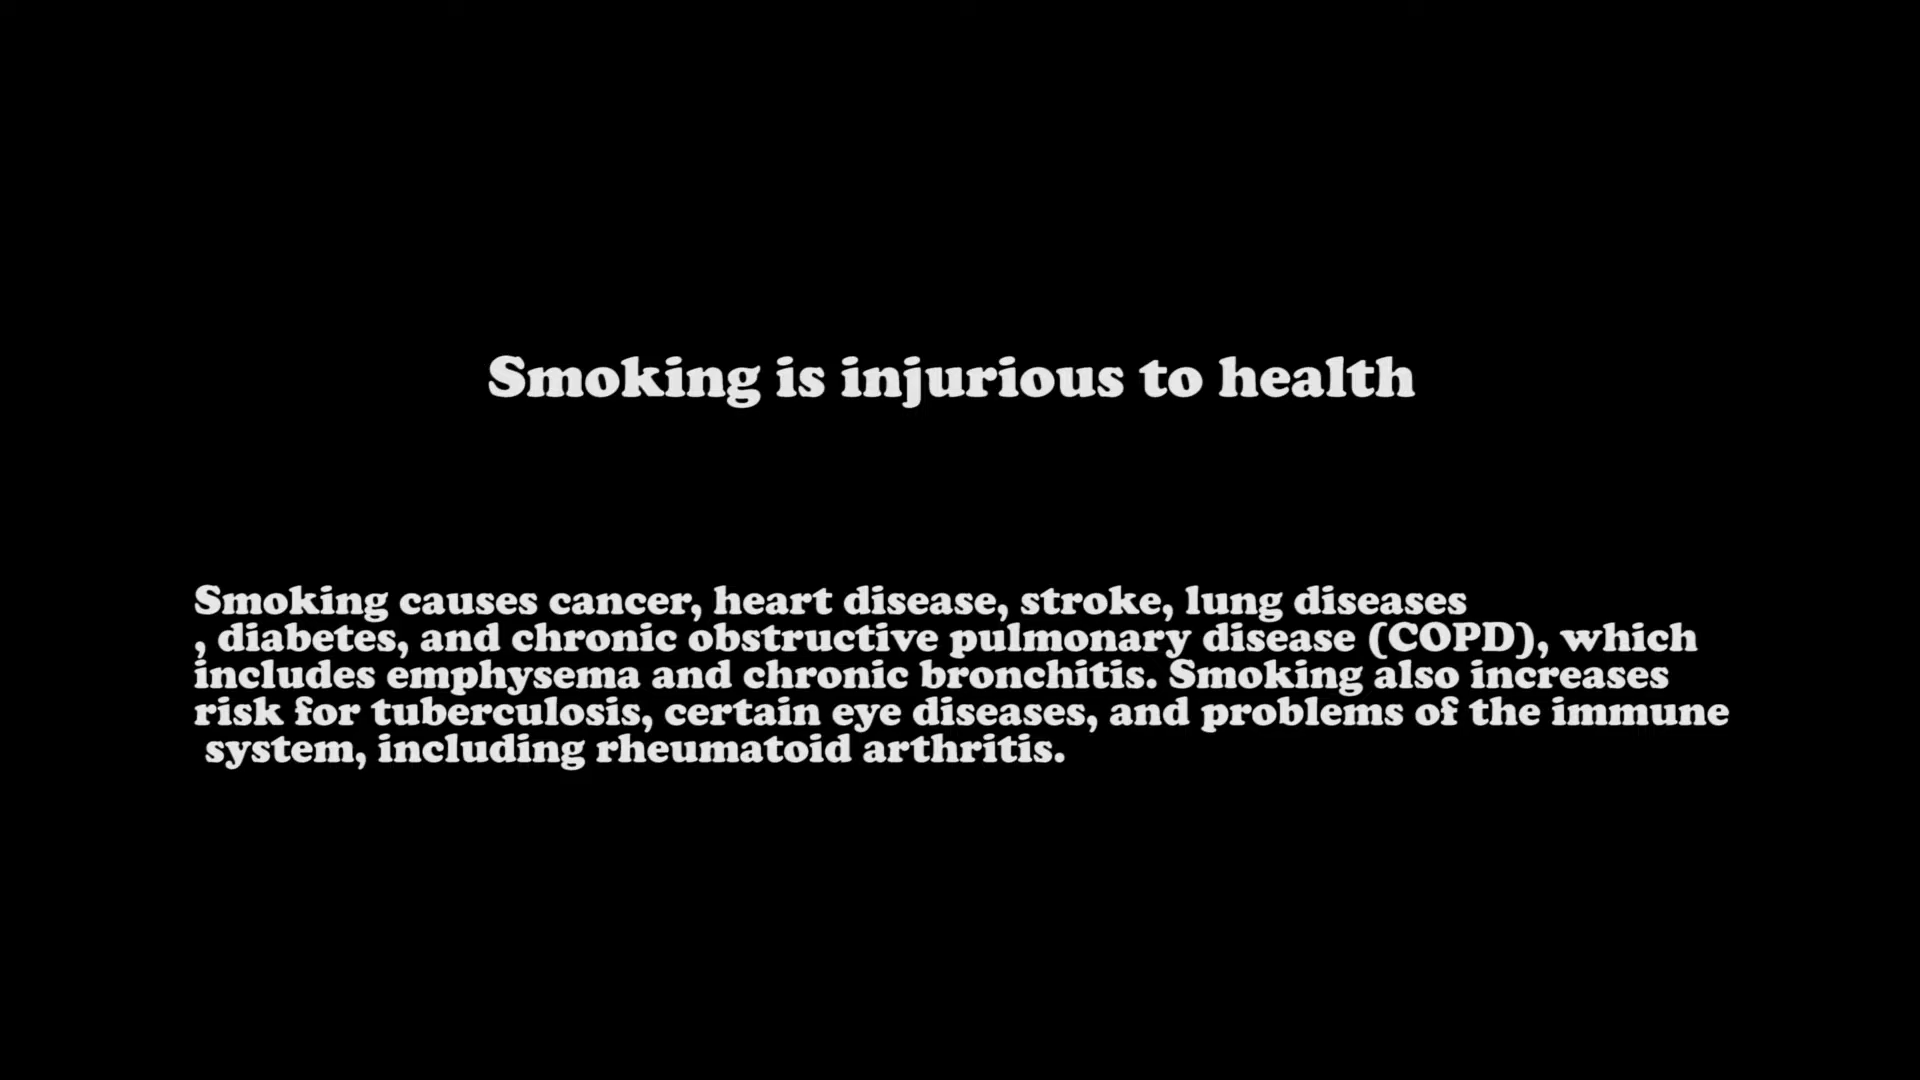 Smoking is injurious to health
Smoking causes cancer, heart disease, stroke, lung diseases
, diabetes, and chronic obstructive pulmonary disease (COPD), which
includes emphysema and chronic bronchitis. Smoking also increases
risk for tuberculosis, certain eye diseases, and problems of the immune
system, including rheumatoid arthritis.